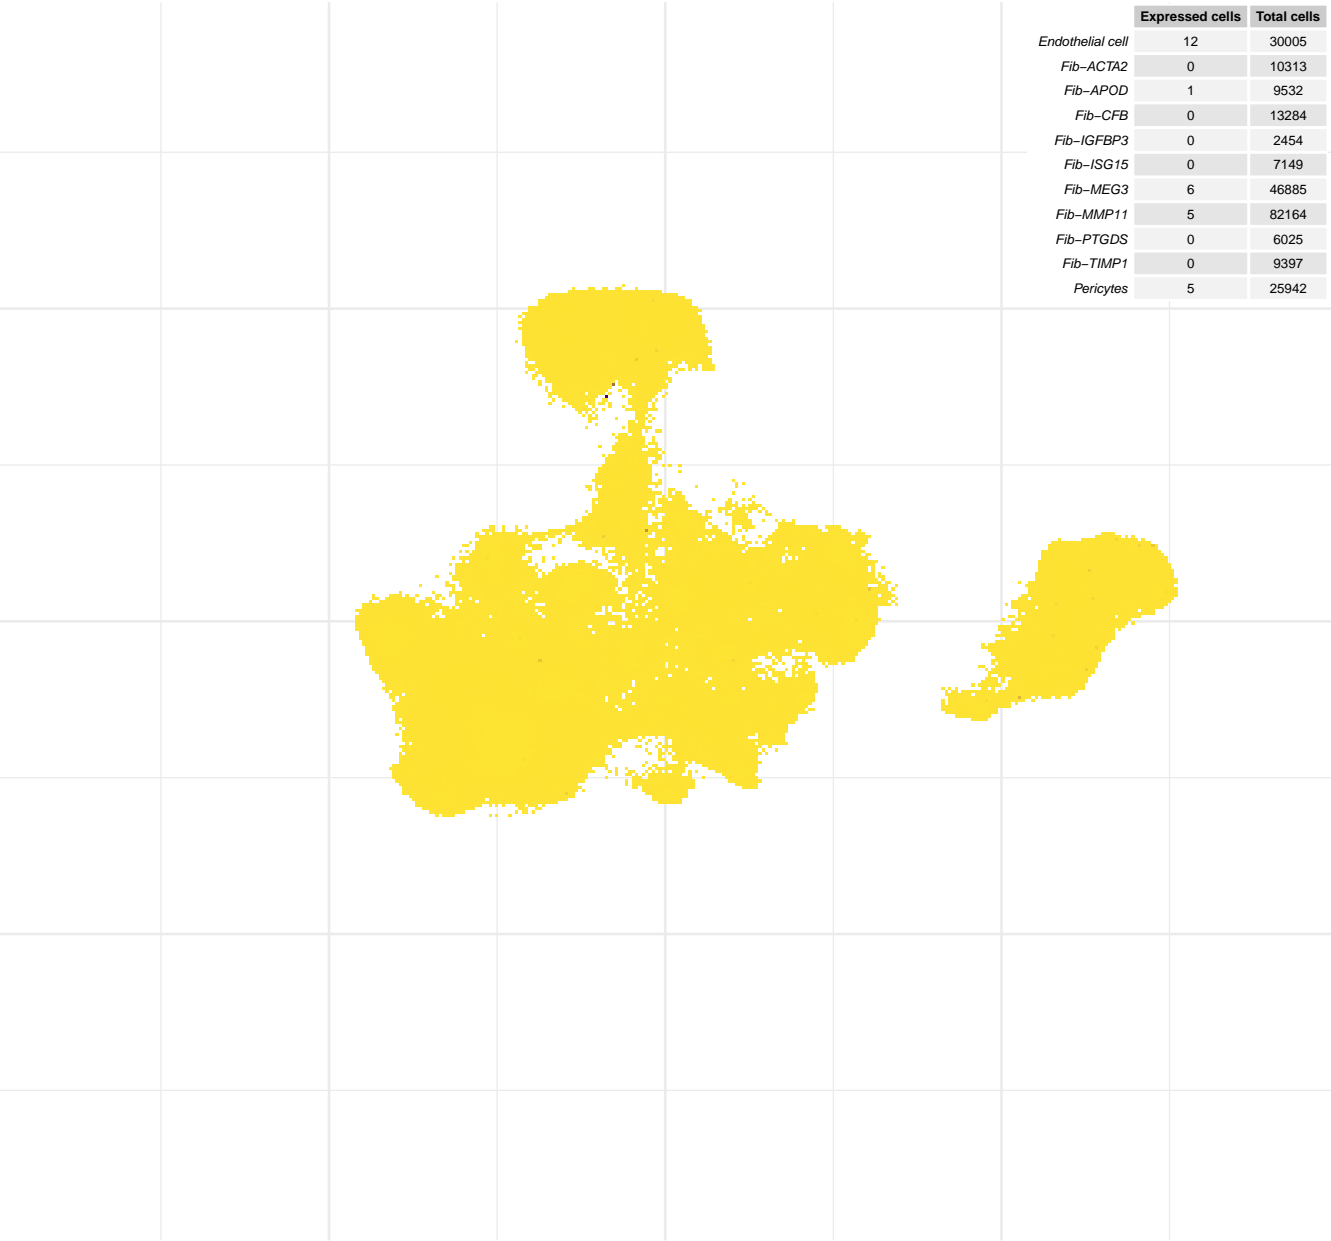 Expressed cells Total cells
Endothelial cell 12 30005
Fib−ACTA2 0 10313
Fib−APOD 1 9532
Fib−CFB 0 13284
Fib−IGFBP3 0 2454
Fib−ISG15 0 7149
Fib−MEG3 6 46885
Fib−MMP11 5 82164
Fib−PTGDS 0 6025
Fib−TIMP1 0 9397
Pericytes 5 25942